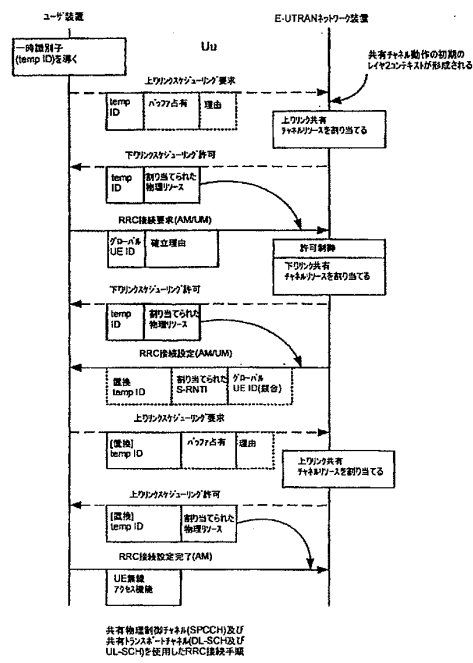 ユーザ装置
E-UTRANネットワーク装置
Uu
一時識別子
(temp ID)を導く
共有チャネル動作の初期の
レイヤ2コンテキストが形成される
上りリンクスケジューリング要求
temp
ID
バッファ占有
理由
上りリンク共有
チャネルリソースを割り当てる
下りリンクスケジューリング許可
temp
ID
割り当てられた
物理リソース
RRC接続要求(AM/UM)
グローバル
UE ID
確立理由
許可制御
下りリンク共有
チャネルリソースを割り当てる
下りリンクスケジューリング許可
temp
ID
割り当てられた
物理リソース
RRC接続設定(AM/UM)
置換
temp ID
割り当てられた
S-RNTI
グローバル
UE ID(競合)
上りリンクスケジューリング要求
[置換]
temp ID
バッファ占有
理由
上りリンク共有
チャネルリソースを割り当てる
上りリンクスケジューリング許可
[置換]
temp ID
割り当てられた
物理リソース
RRC接続設定完了(AM)
UE無線
アクセス機能
共有物理制御チャネル(SPCCH)及び
共有トランスポートチャネル(DL-SCH及び
UL-SCH)を使用したRRC接続手順